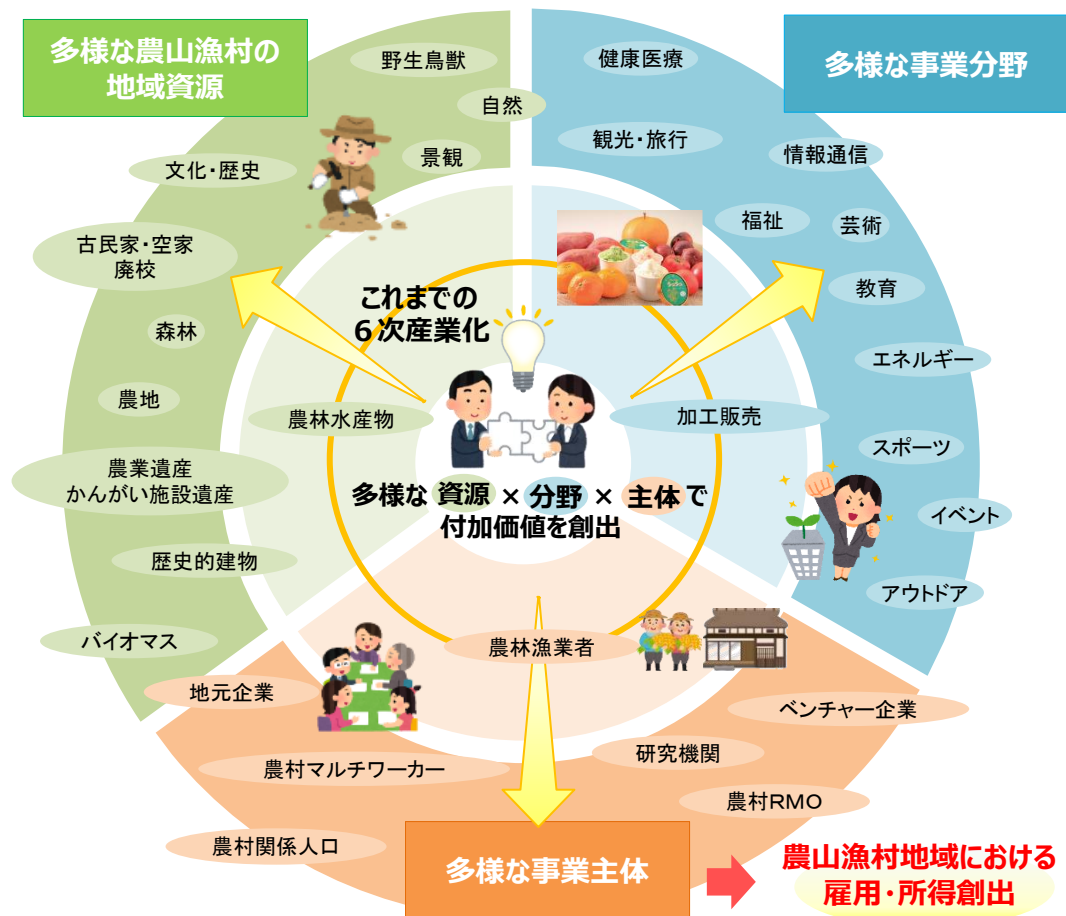 多様な農山漁村の
地域資源
野生鳥獣
自然
景観
文化・歴史
古民家・空家
廃校
森林
農地
農業遺産
かんがい施設遺産
歴史的建物
バイオマス
多様な事業分野
健康医療
観光・旅行
情報通信
福祉
芸術
教育
エネルギー
スポーツ
イベント
アウトドア
これまでの
6次産業化
農林水産物
加工販売
多様な 資源 × 分野 × 主体 で
付加価値を創出
農林漁業者
地元企業
ベンチャー企業
農村マルチワーカー
研究機関
農村RMO
農村関係人口
多様な事業主体
農山漁村地域における
雇用・所得創出